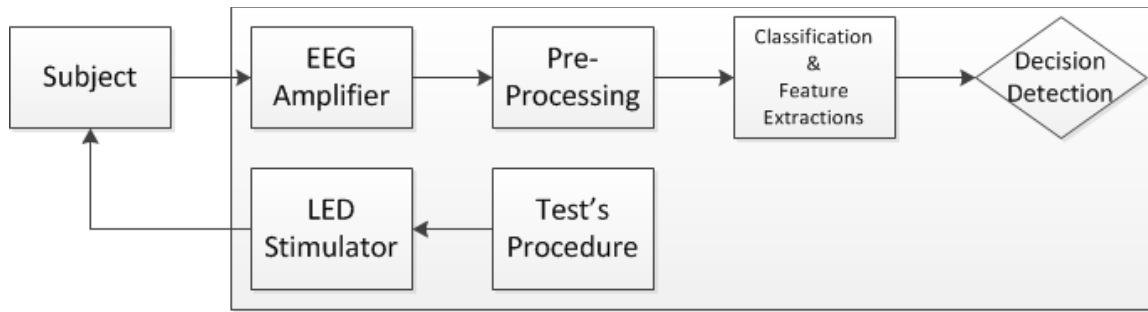 Subject
EEG
Amplifier
Pre-
Processing
Classification
&
Feature
Extractions
Decision
Detection
LED
Stimulator
Test's
Procedure